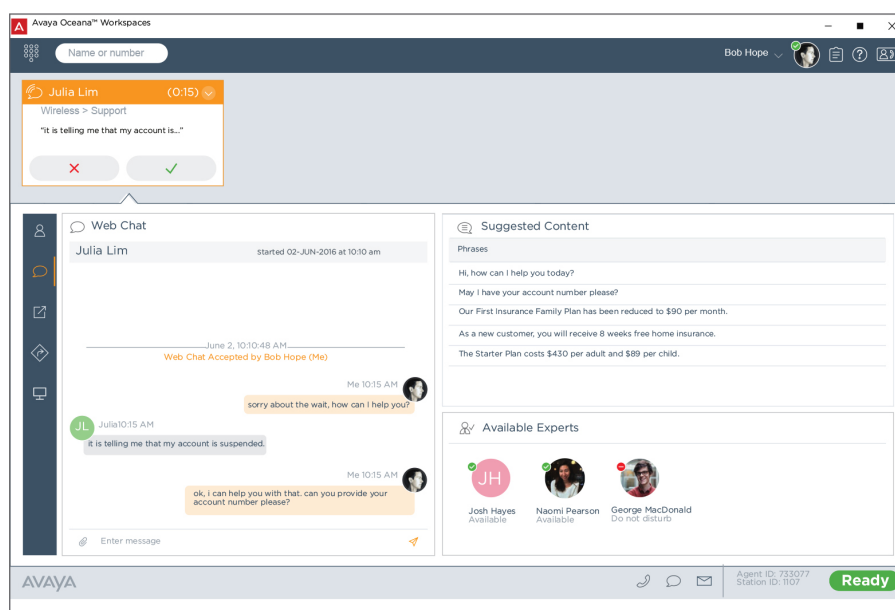 Avaya Oceana™ Workspaces
Name or number
Bob Hope
Julia Lim (0:15)
Wireless > Support
"it is telling me that my account is..."
Web Chat
Julia Lim Started 02-JUN-2016 at 10:10 am
June 2, 10:10:48 AM
Web Chat Accepted by Bob Hope (Me)
Me 10:15 AM
sorry about the wait, how can I help you?
JL
Julia10:15 AM
it is telling me that my account is suspended.
Me 10:15 AM
ok, i can help you with that. can you provide your
account number please?
Enter message
Suggested Content
Phrases
Hi, how can I help you today?
May I have your account number please?
Our First Insurance Family Plan has been reduced to $90 per month.
As a new customer, you will receive 8 weeks free home insurance.
The Starter Plan costs $430 per adult and $89 per child.
Available Experts
JH
Josh Hayes
Available
Naomi Pearson
Available
George MacDonald
Do not disturb
AVAYA
Agent ID: 733077
Station ID: 1107
Ready